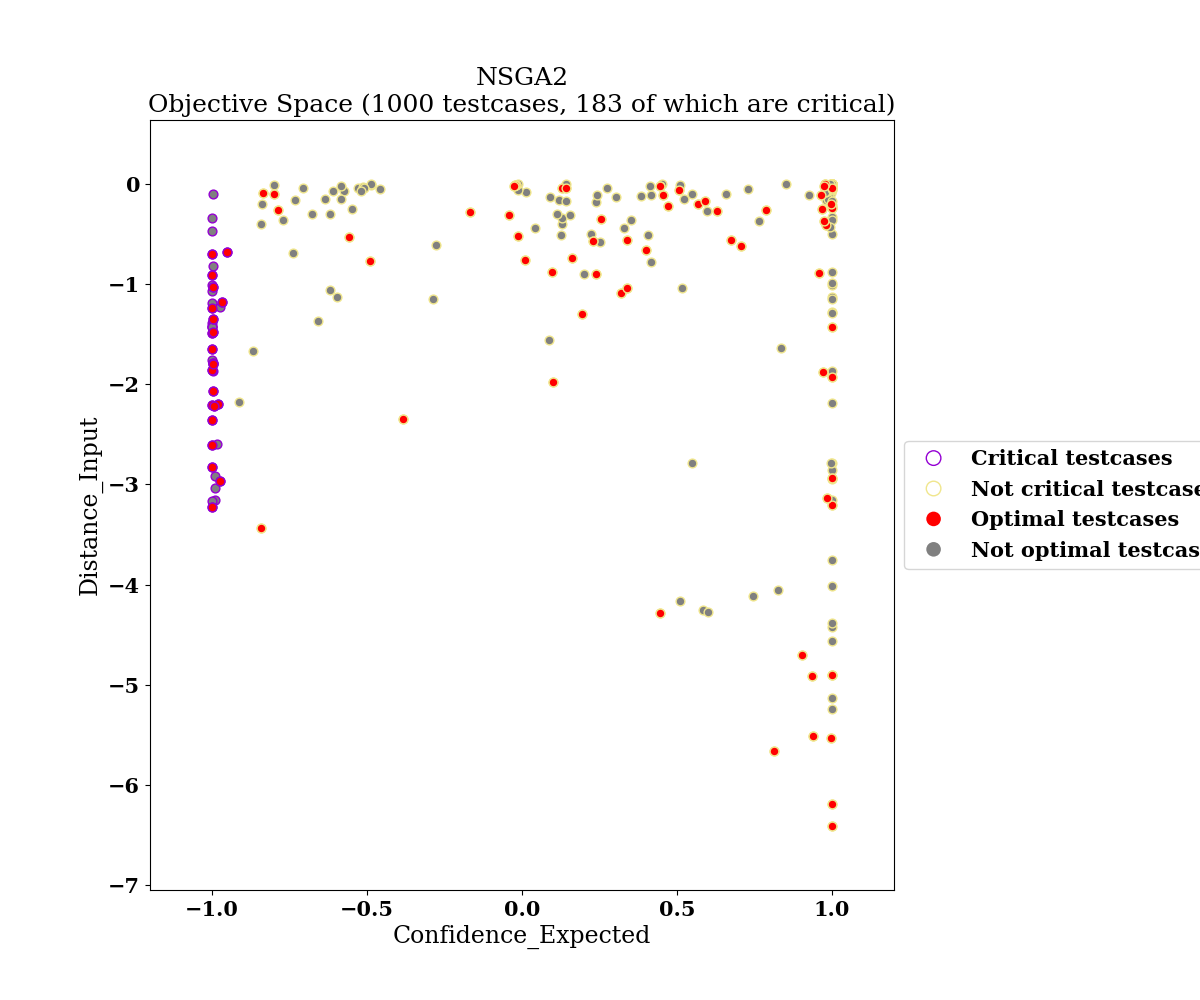 NSGA2
Objective Space (1000 testcases, 183 of which are critical)
0
−1
−2
−3
−4
−5
−6
−7
Distance_Input
−1.0
−0.5
0.0
0.5
1.0
Confidence_Expected
Critical testcases
Not critical testcase
Optimal testcases
Not optimal testcas